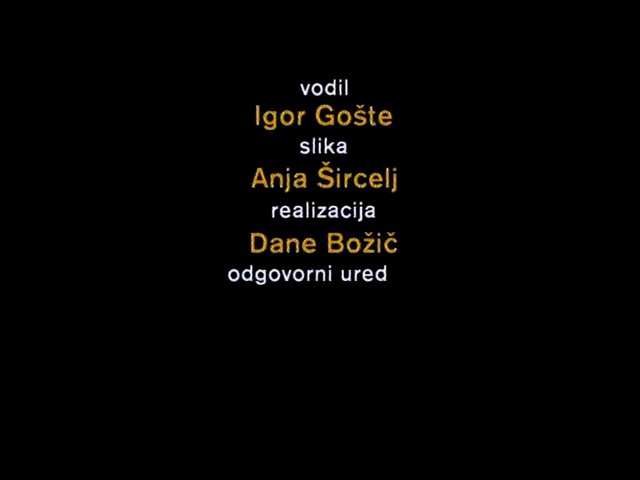 vodil
Igor Gošte
slika
Anja Šircelj
realizacija
Dane Božič
odgovorni ured